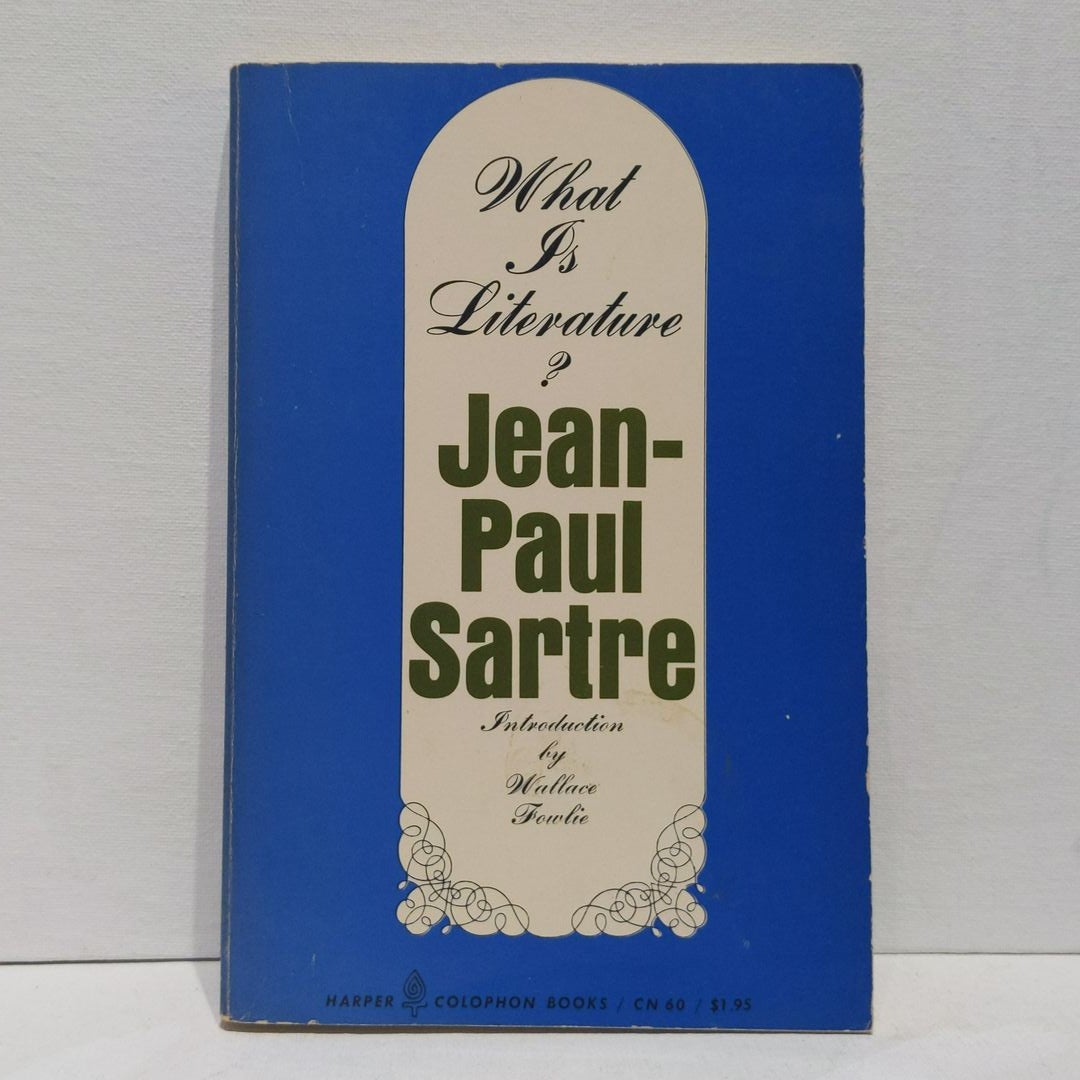 What
Is
Literature
?
Jean-
Paul
Sartre
Introduction
by
Wallace
Fowlie
HARPER COLOPHON BOOKS / CN 60 / $1.95